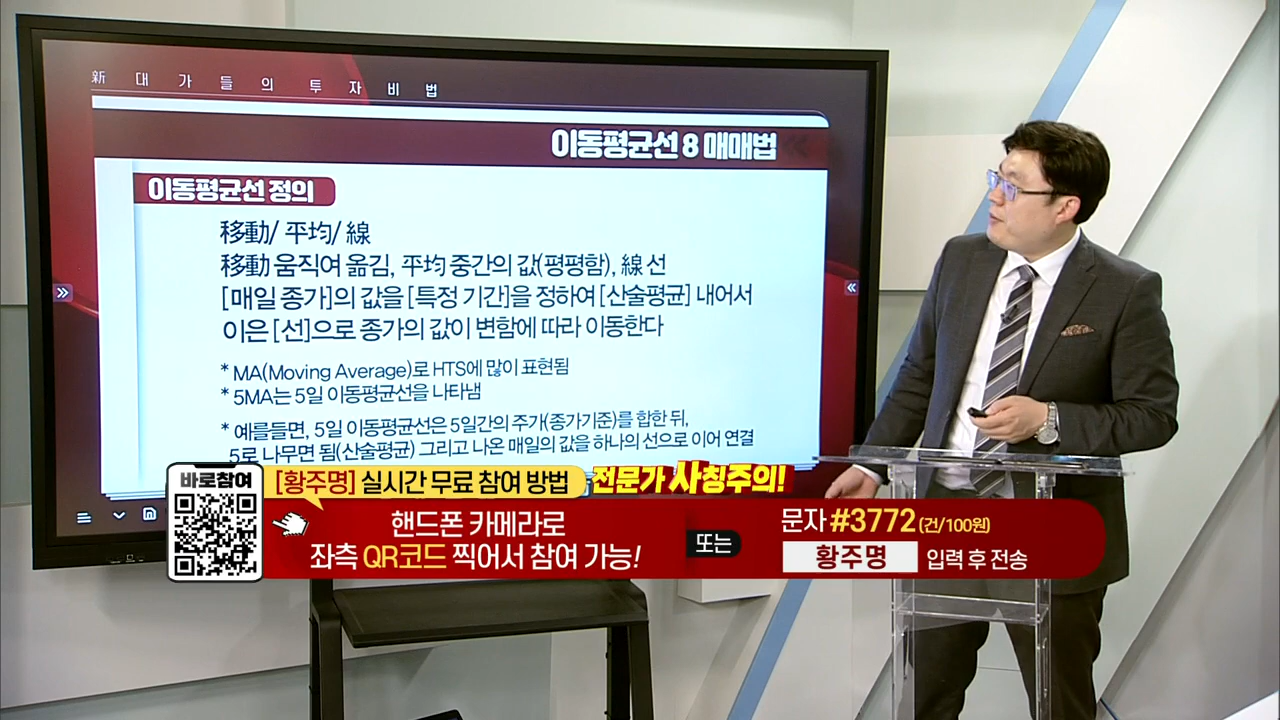 新 대 가 들 의 투 자 비 법
이동평균선 8 매매법
이동평균선 정의
移動/ 平均/ 線
移動 움직여 옮김, 平均 중간의 값(평평함), 線 선
[매일 종가]의 값을 [특정 기간]을 정하여 [산술평균] 내어서
이은 [선]으로 종가의 값이 변함에 따라 이동한다
* MA(Moving Average)로 HTS에 많이 표현됨
* 5MA는 5일 이동평균선을 나타냄
* 예를들면, 5일 이동평균선은 5일간의 주가(종가기준)를 합한 뒤,
5로 나무면 됨(산술평균) 그리고 나온 매일의 값을 하나의 선으로 이어 연결
바로참여
[황주명] 실시간 무료 참여 방법
전문가 사칭주의!
핸드폰 카메라로
좌측 QR코드 찍어서 참여 가능!
또는
문자 #3772 (건/100원)
황주명 입력 후 전송